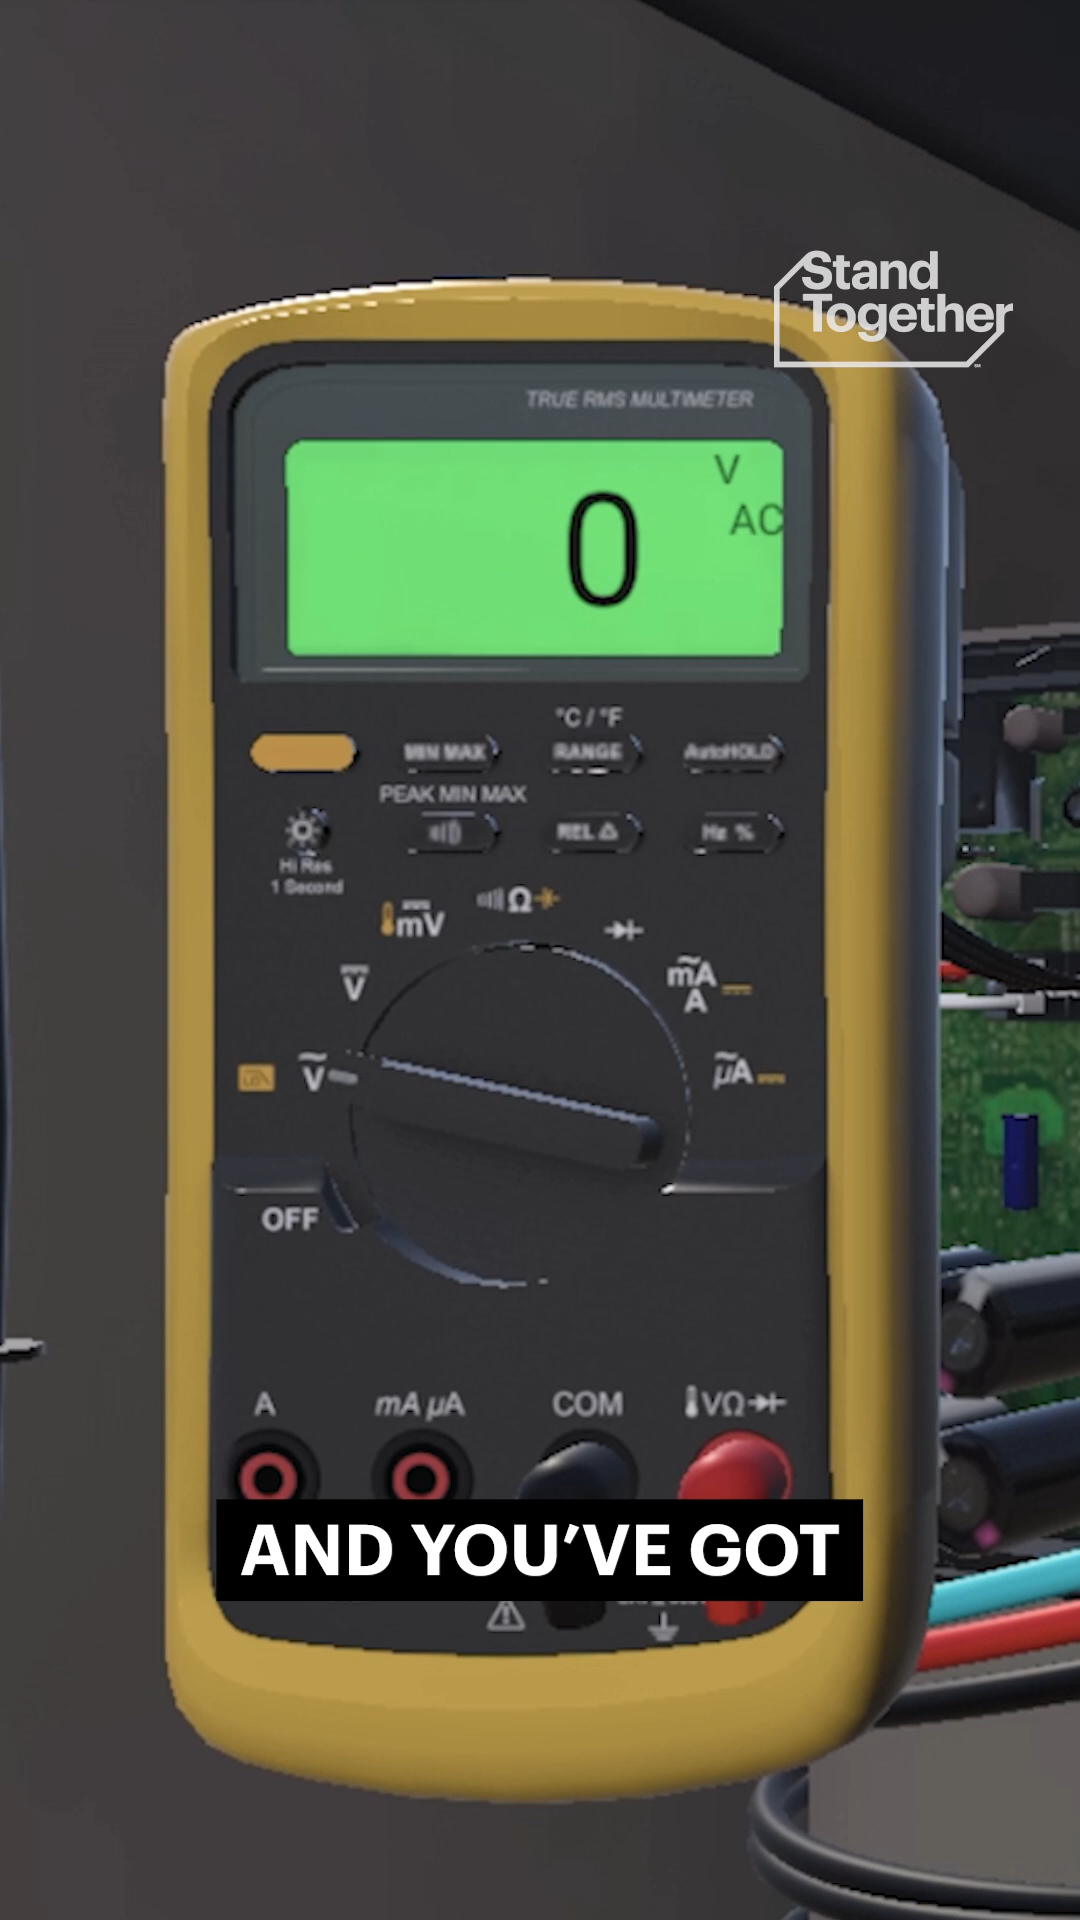 Stand
Together
TRUE RMS MULTIMETER
V
AC
0
°C / °F
MIN MAX
RANGE
AutoHOLD
PEAK MIN MAX
REL Δ
Hz %
Hi Res
1 Second
mV
Ω
V
mA
A
V
µA
OFF
A
mA µA
COM
VΩ
AND YOU’VE GOT